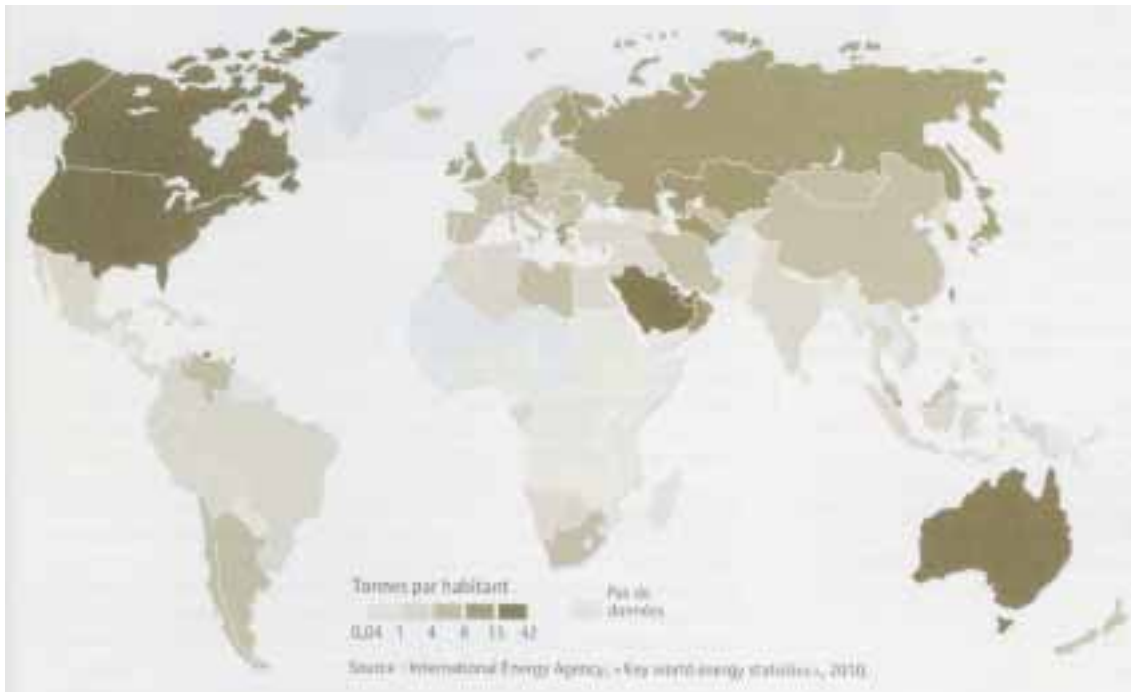 Tonnes par habitant
Pas de
données
0,04 1 4 8 15 42
Source : International Energy Agency, « Key world energy statistics », 2010.